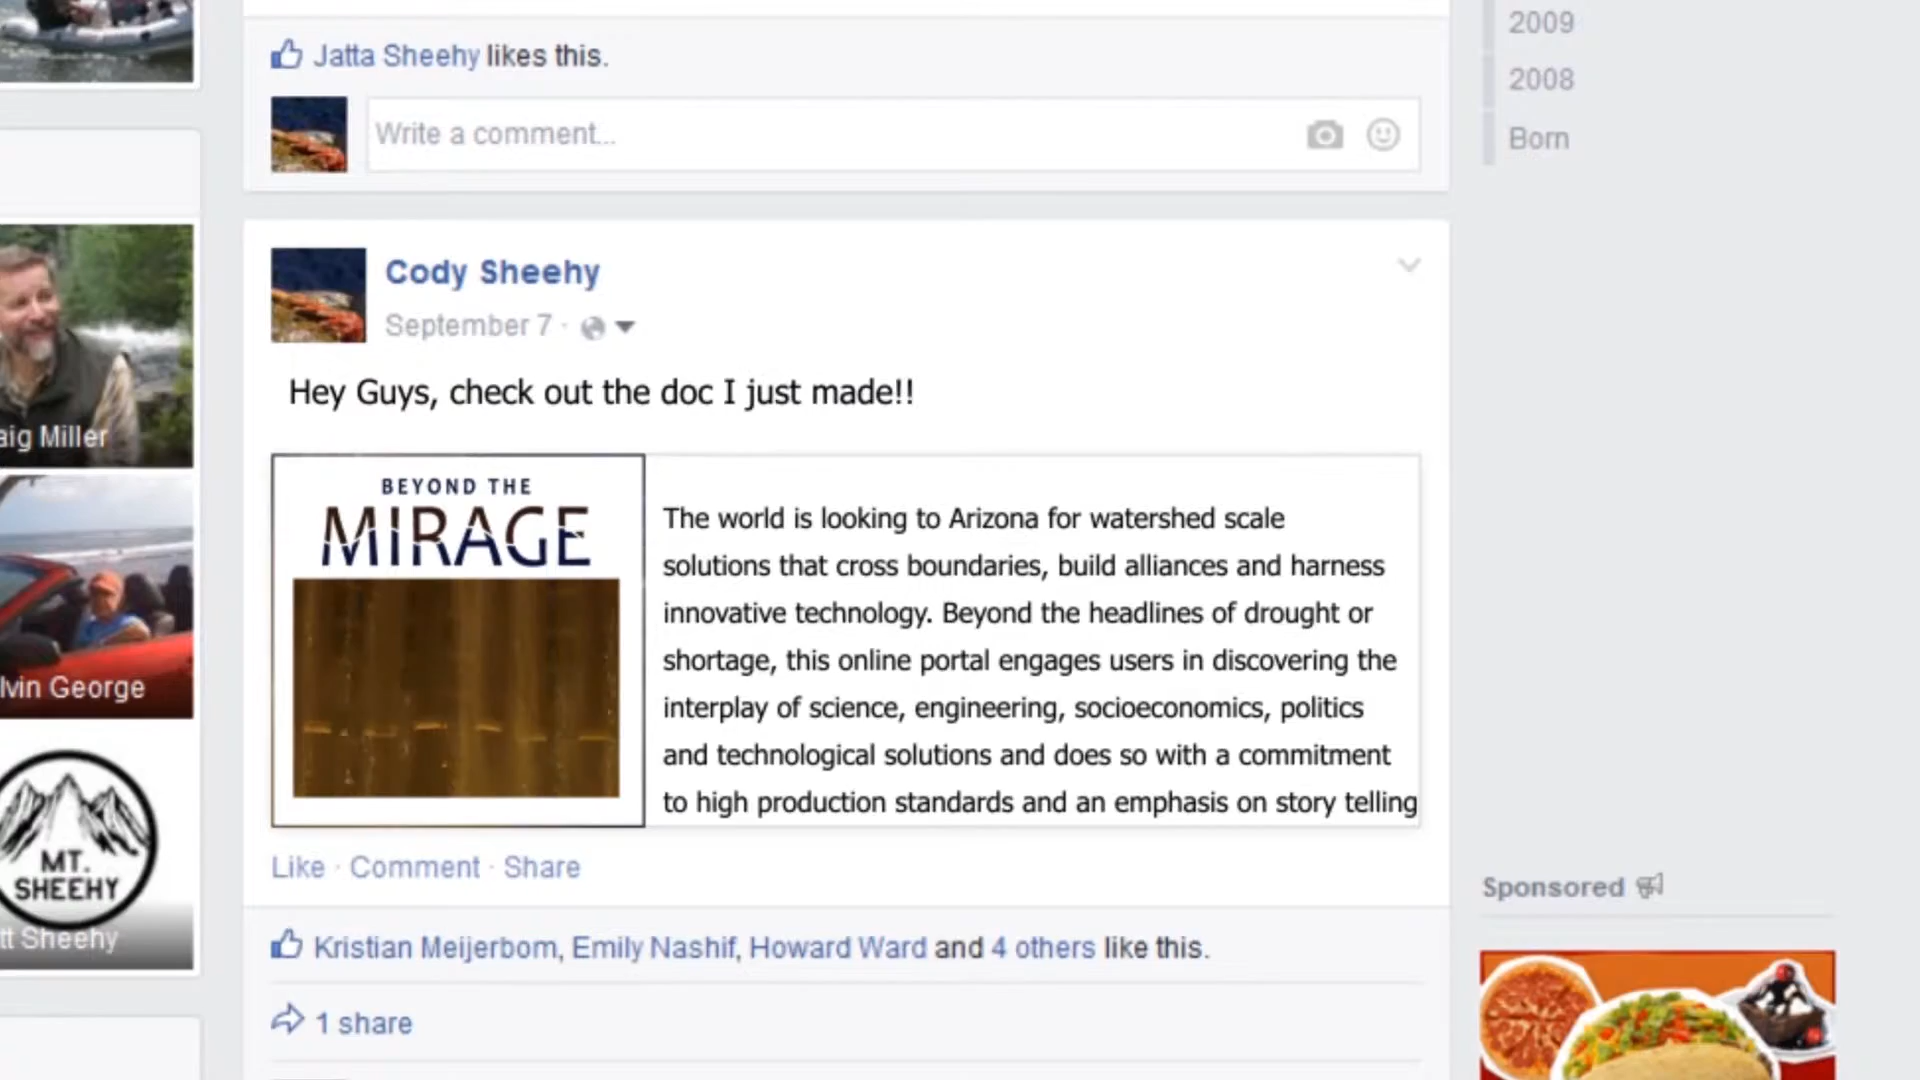 2009
2008
Born
Jatta Sheehy likes this.
Write a comment...
Cody Sheehy
September 7 ·
Hey Guys, check out the doc I just made!!
BEYOND THE
MIRAGE
The world is looking to Arizona for watershed scale
solutions that cross boundaries, build alliances and harness
innovative technology. Beyond the headlines of drought or
shortage, this online portal engages users in discovering the
interplay of science, engineering, socioeconomics, politics
and technological solutions and does so with a commitment
to high production standards and an emphasis on story telling
Like · Comment · Share
Kristian Meijerbom, Emily Nashif, Howard Ward and 4 others like this.
1 share
aig Miller
lvin George
MT.
SHEEHY
tt Sheehy
Sponsored